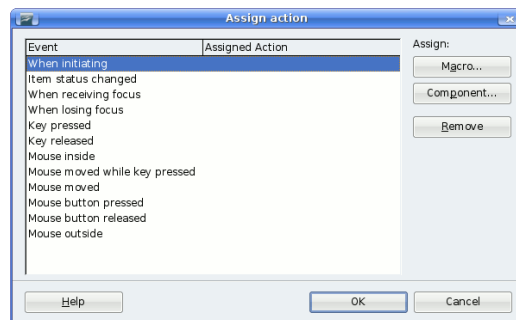 Assign action
Event Assigned Action
Assign:
When initiating
Item status changed
When receiving focus
When losing focus
Key pressed
Key released
Mouse inside
Mouse moved while key pressed
Mouse moved
Mouse button pressed
Mouse button released
Mouse outside
Macro...
Component...
Remove
Help
OK
Cancel